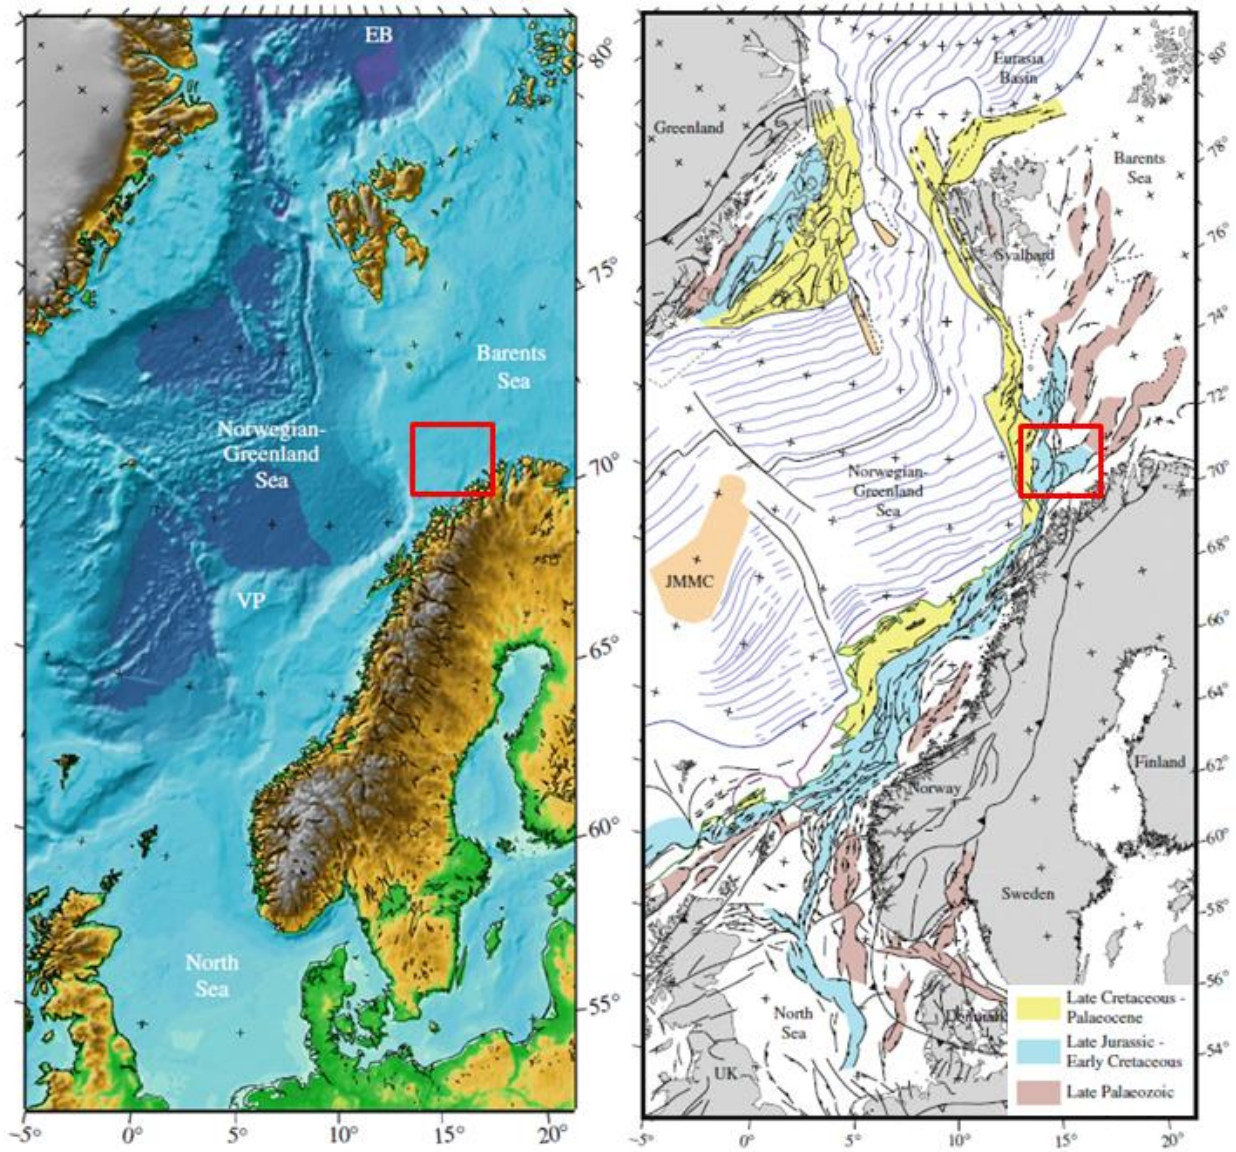 EB
80°
75°
Barents
Sea
Norwegian-
Greenland
Sea
70°
VP
65°
60°
North
Sea
55°
-5°
0°
5°
10°
15°
20°
Eurasia
Basin
80°
Greenland
78°
Barents
Sea
76°
Svalbard
74°
72°
Norwegian-
Greenland
Sea
70°
68°
JMMC
66°
64°
Finland
62°
Norway
60°
Sweden
58°
56°
North
Sea
Denmark
54°
UK
Late Cretaceous -
Palaeocene
Late Jurassic -
Early Cretaceous
Late Palaeozoic
-5°
0°
5°
10°
15°
20°